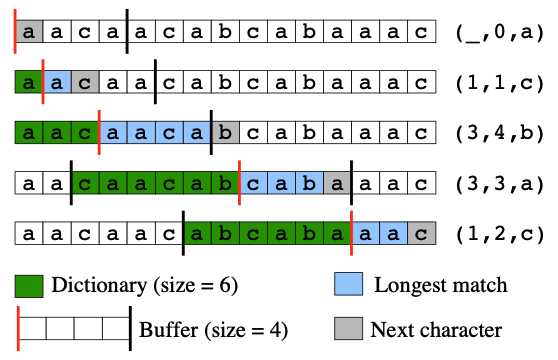 a a c a a c a b c a b a a a c (_,0,a)
a a c a a c a b c a b a a a c (1,1,c)
a a c a a c a b c a b a a a c (3,4,b)
a a c a a c a b c a b a a a c (3,3,a)
a a c a a c a b c a b a a a c (1,2,c)
Dictionary (size = 6) Longest match
Buffer (size = 4) Next character